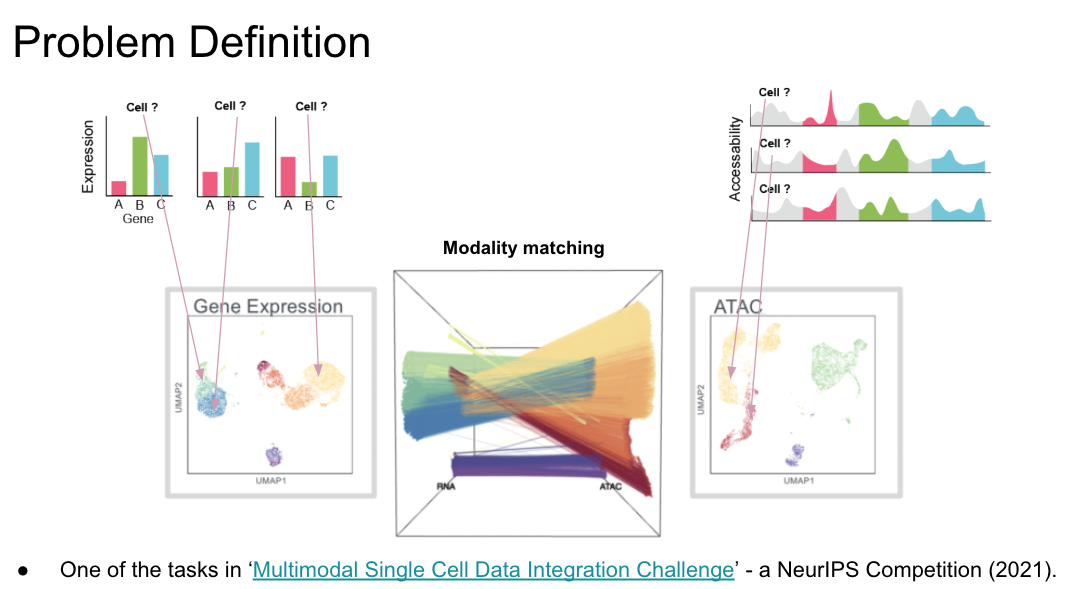 Problem Definition
Cell ?
Cell ?
Cell ?
Expression
A B C
Gene
A B C
A B C
Cell ?
Cell ?
Cell ?
Accessability
Modality matching
Gene Expression
UMAP2
UMAP1
RNA
ATAC
ATAC
UMAP2
UMAP1
● One of the tasks in ‘Multimodal Single Cell Data Integration Challenge’ - a NeurIPS Competition (2021).